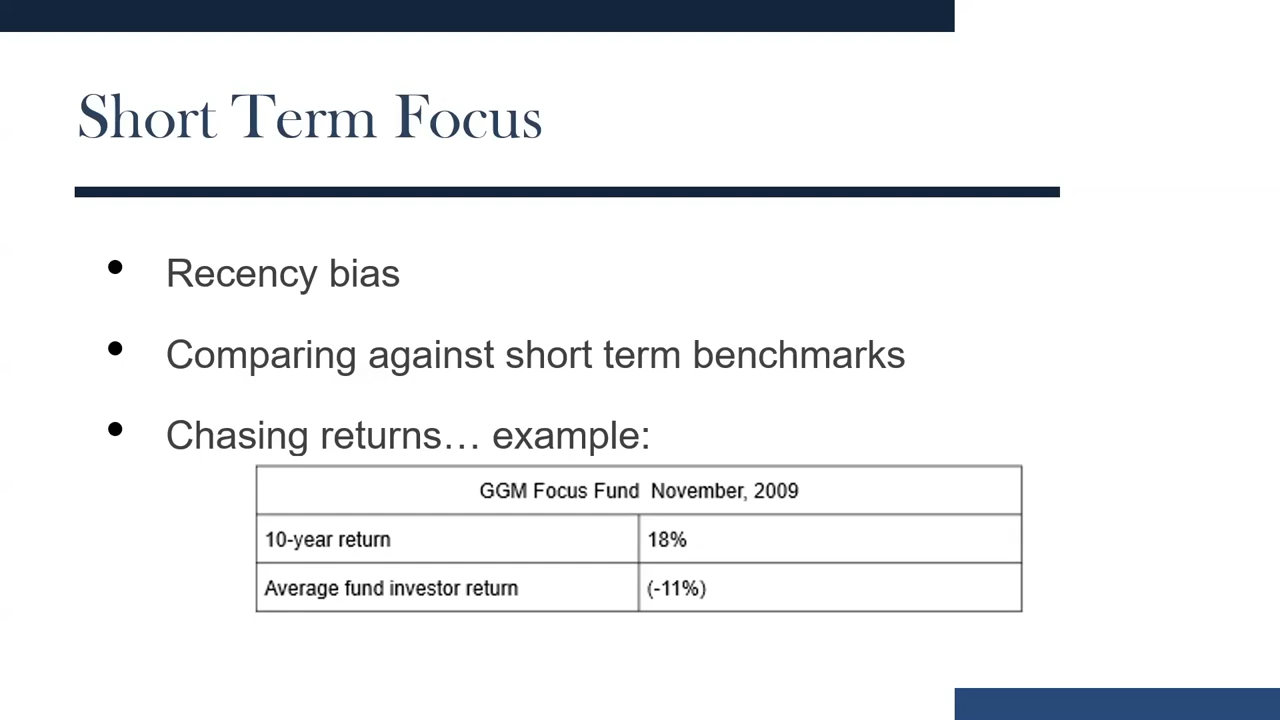 Short Term Focus
• Recency bias
• Comparing against short term benchmarks
• Chasing returns… example:
GGM Focus Fund November, 2009
10-year return 18%
Average fund investor return (-11%)